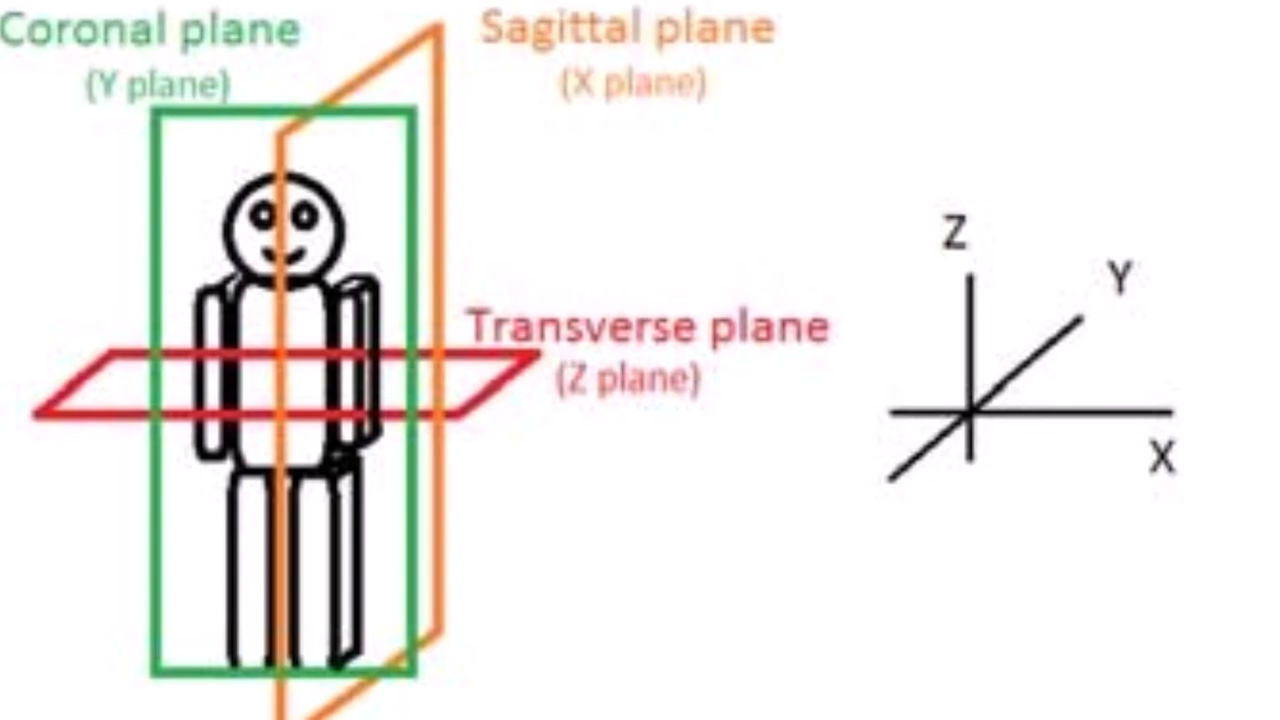 Coronal plane
(Y plane)
Sagittal plane
(X plane)
Transverse plane
(Z plane)
Z
Y
X